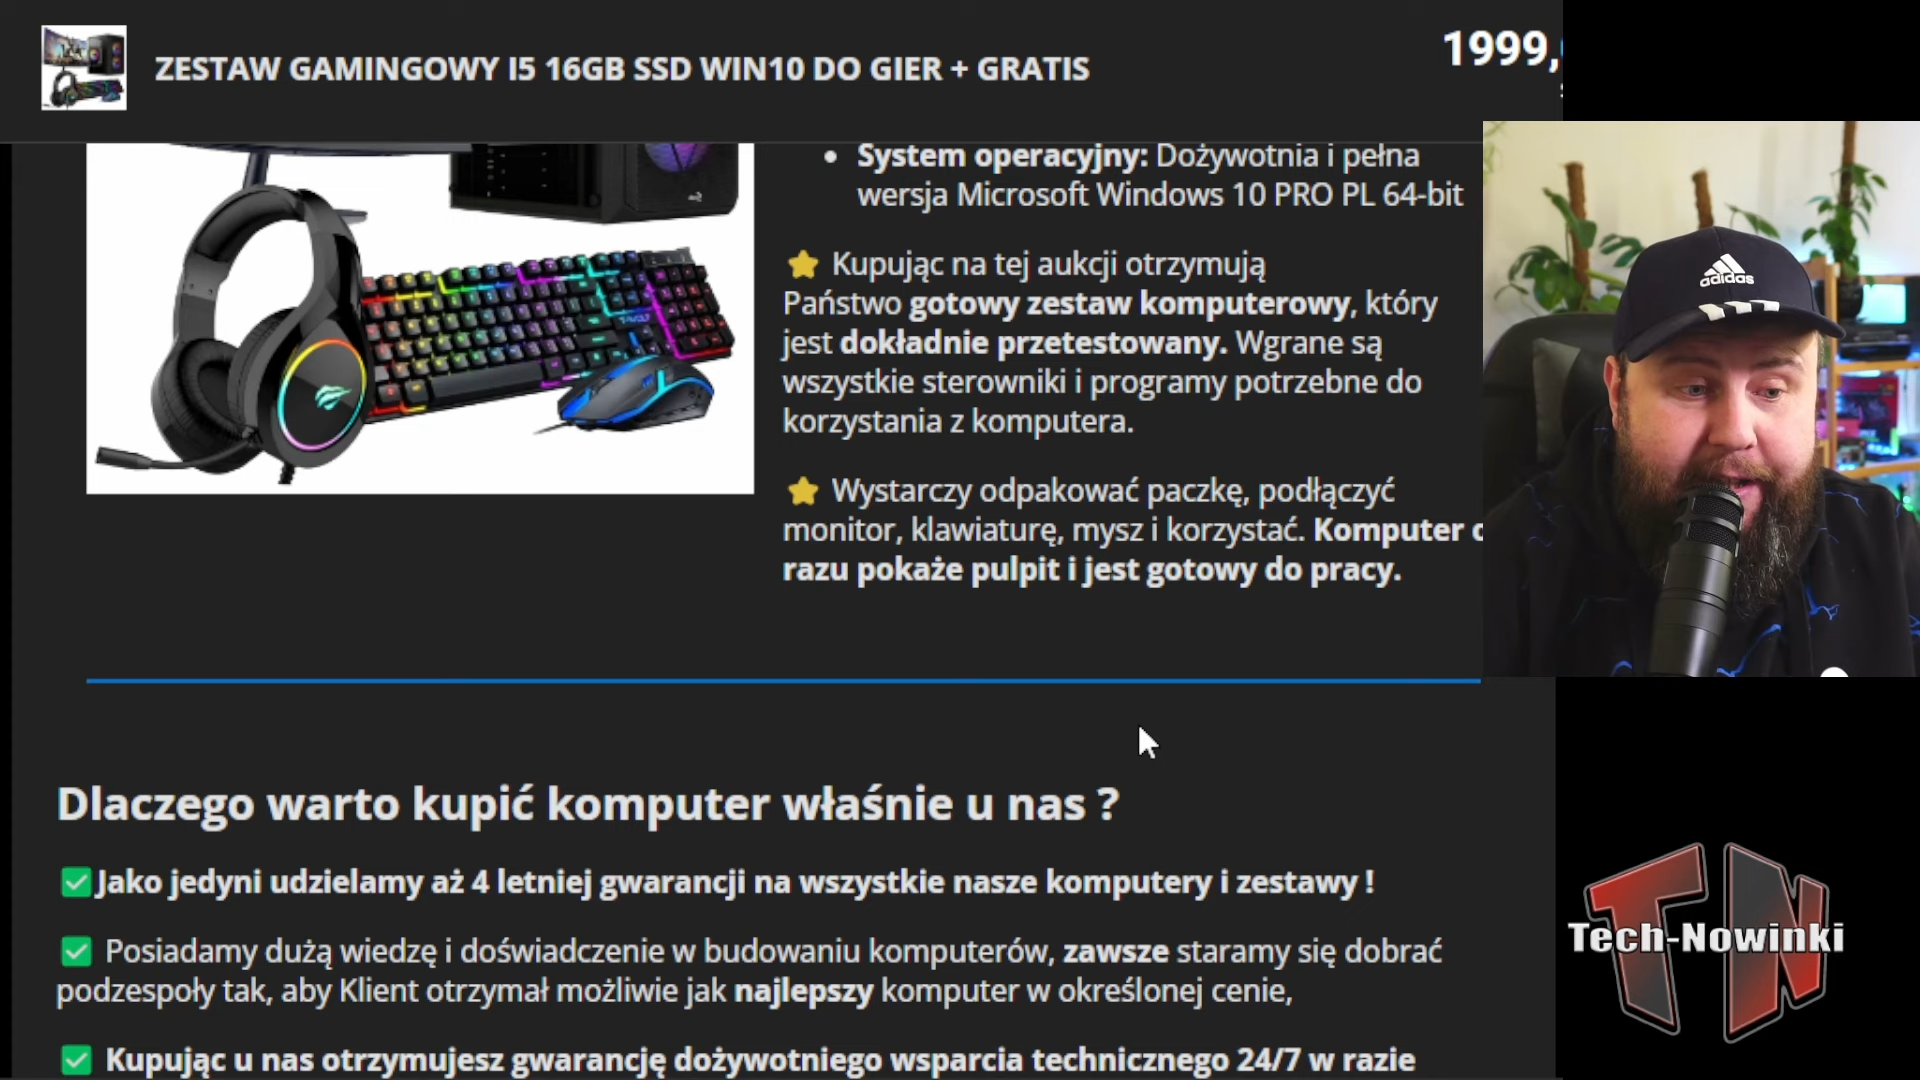 ZESTAW GAMINGOWY I5 16GB SSD WIN10 DO GIER + GRATIS
1999,
System operacyjny: Dożywotnia i pełna
wersja Microsoft Windows 10 PRO PL 64-bit
Kupując na tej aukcji otrzymują
Państwo gotowy zestaw komputerowy, który
jest dokładnie przetestowany. Wgrane są
wszystkie sterowniki i programy potrzebne do
korzystania z komputera.
Wystarczy odpakować paczkę, podłączyć
monitor, klawiaturę, mysz i korzystać. Komputer
razu pokaże pulpit i jest gotowy do pracy.
adidas
Dlaczego warto kupić komputer właśnie u nas ?
Jako jedyni udzielamy aż 4 letniej gwarancji na wszystkie nasze komputery i zestawy !
Posiadamy dużą wiedzę i doświadczenie w budowaniu komputerów, zawsze staramy się dobrać
podzespoły tak, aby Klient otrzymał możliwie jak najlepszy komputer w określonej cenie,
Kupując u nas otrzymujesz gwarancję dożywotniego wsparcia technicznego 24/7 w razie
TN
Tech-Nowinki